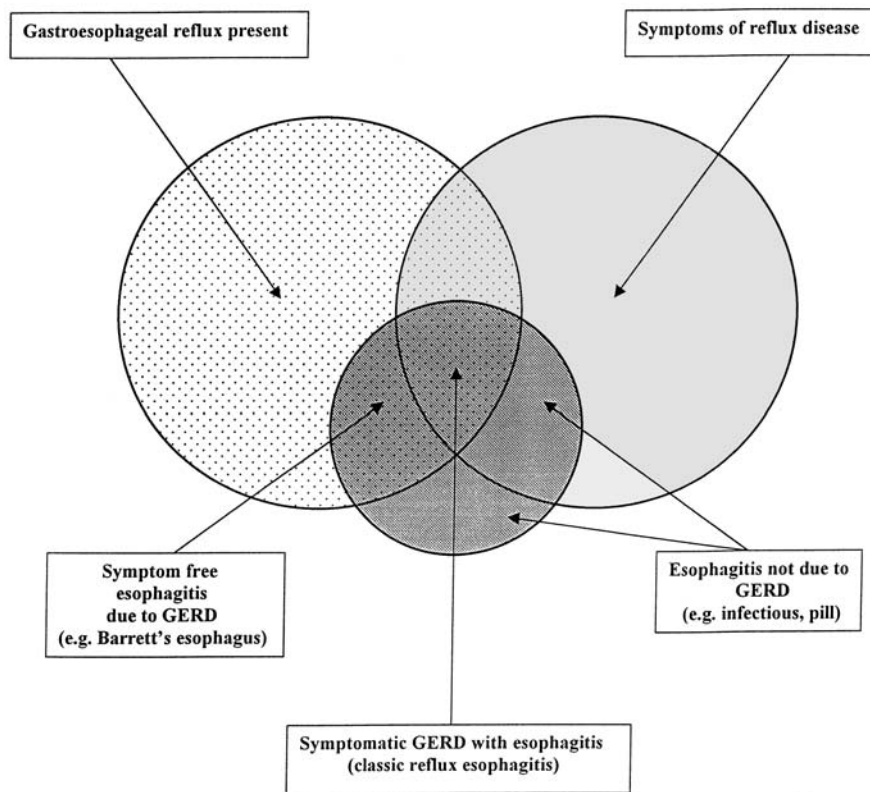 Gastroesophageal reflux present
Symptoms of reflux disease
Symptom free
esophagitis
due to GERD
(e.g. Barrett's esophagus)
Esophagitis not due to
GERD
(e.g. infectious, pill)
Symptomatic GERD with esophagitis
(classic reflux esophagitis)